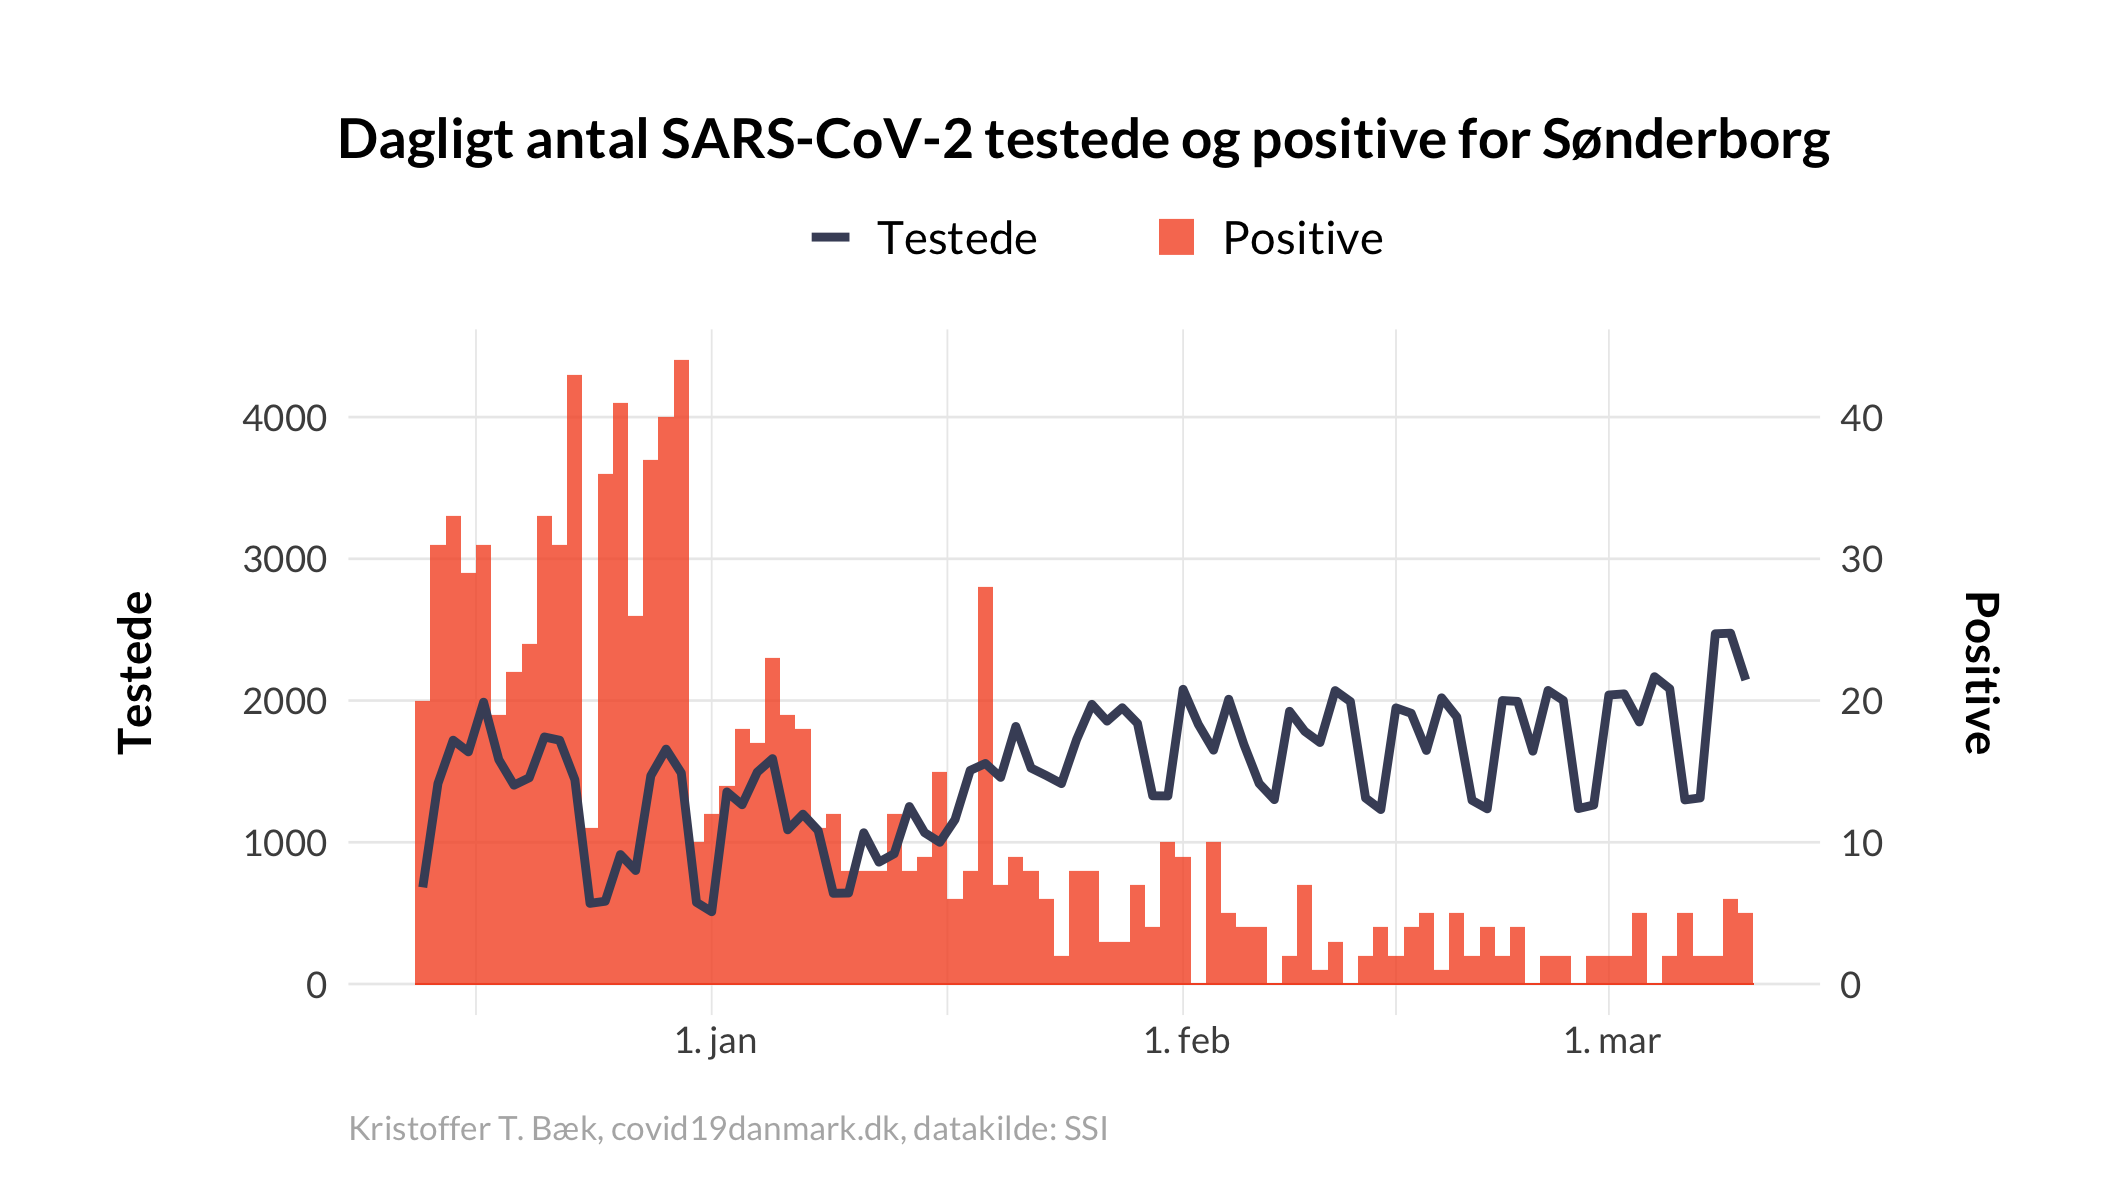 Dagligt antal SARS-CoV-2 testede og positive for Sønderborg
Testede
Positive
Testede
4000
3000
2000
1000
0
40
30
20
10
0
Positive
1. jan
1. feb
1. mar
Kristoffer T. Bæk, covid19danmark.dk, datakilde: SSI